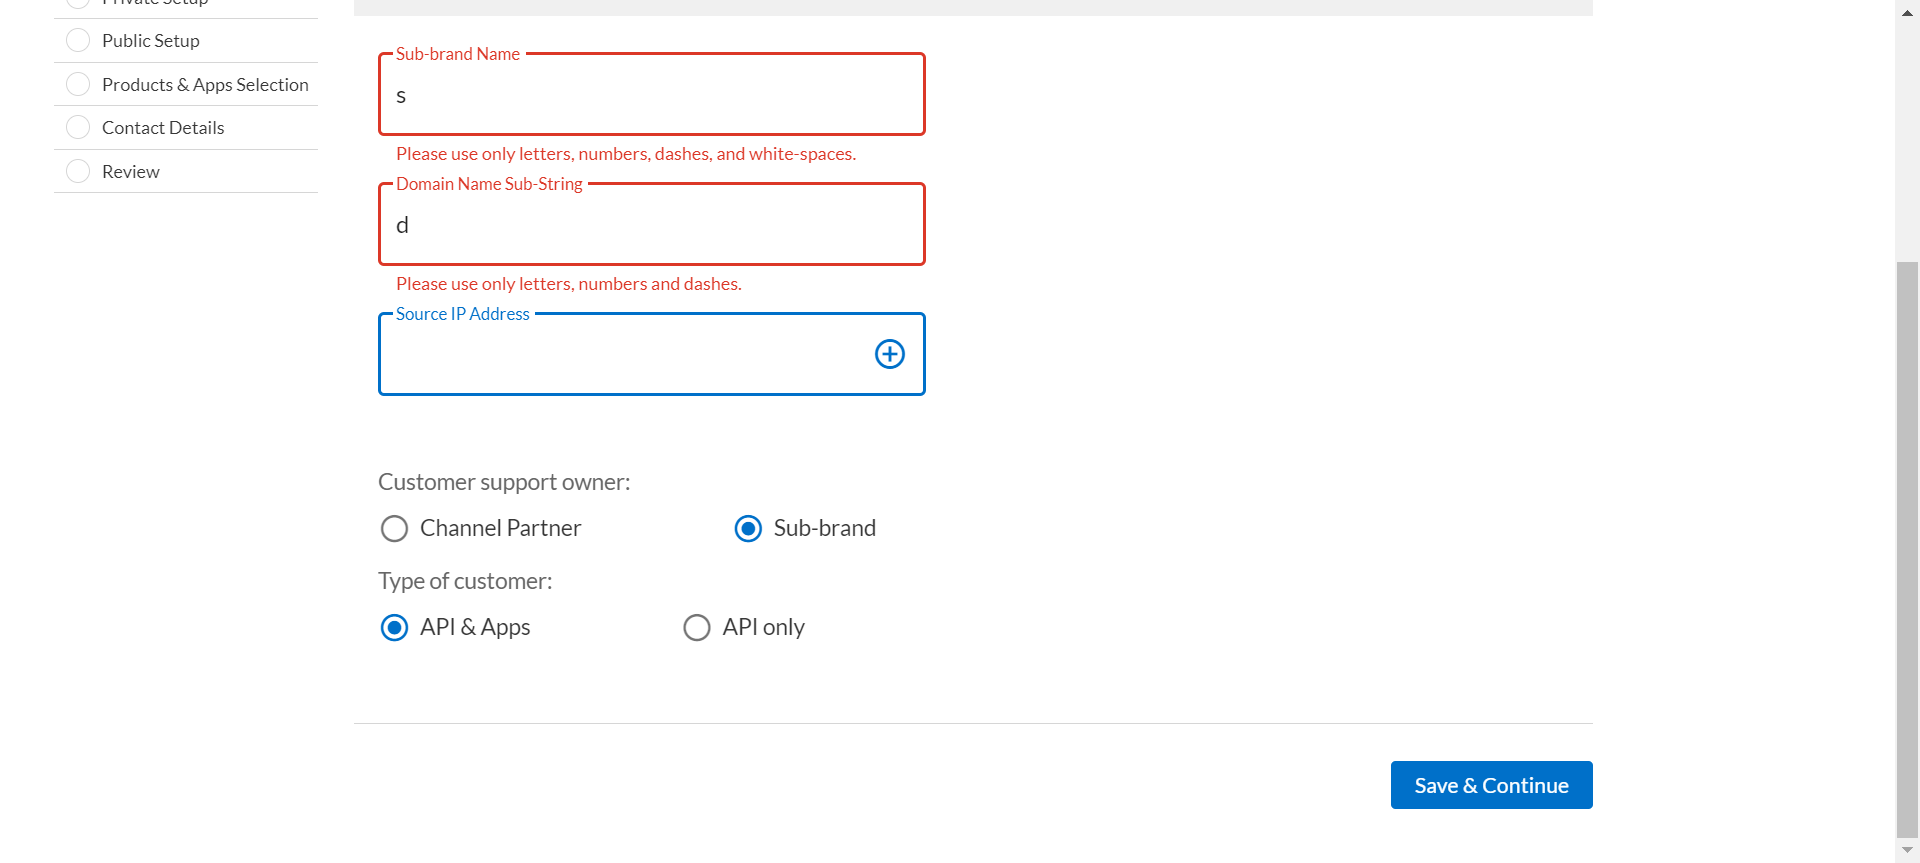 Private Setup
Public Setup
Products & Apps Selection
Contact Details
Review
Sub-brand Name
s
Please use only letters, numbers, dashes, and white-spaces.
Domain Name Sub-String
d
Please use only letters, numbers and dashes.
Source IP Address
Customer support owner:
Channel Partner
Sub-brand
Type of customer:
API & Apps
API only
Save & Continue